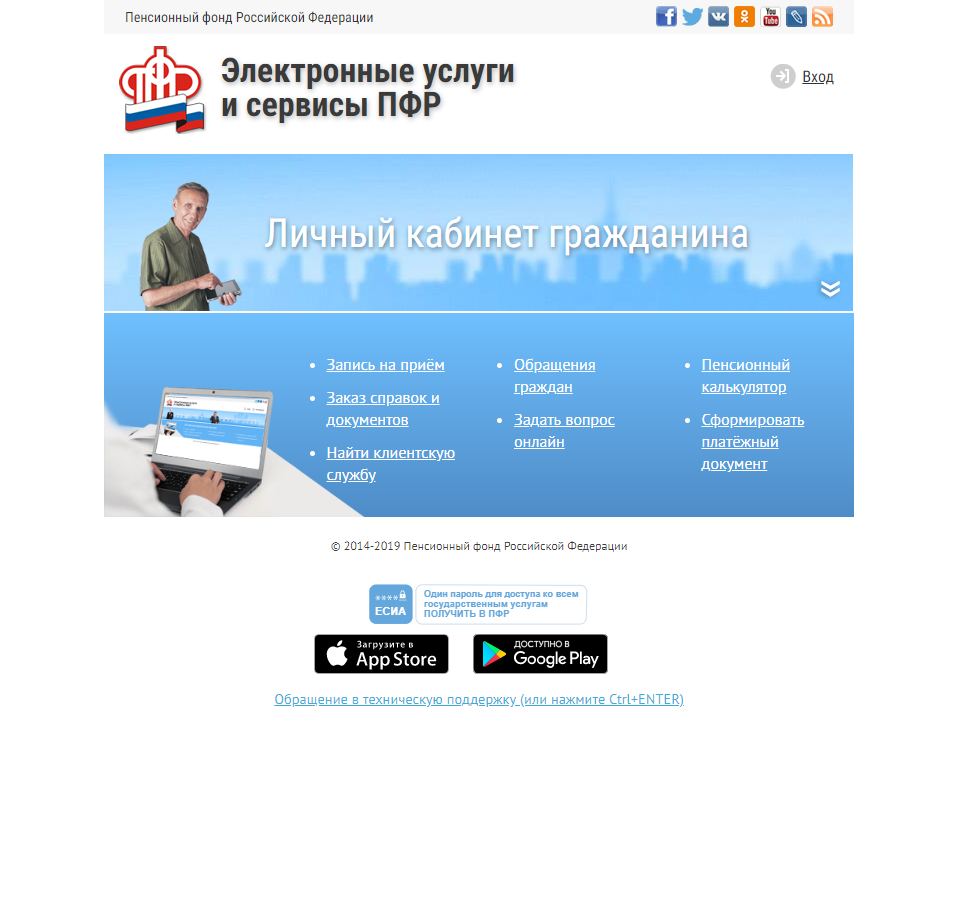 Пенсионный фонд Российской Федерации
You
Tube
ПФР
Электронные услуги
и сервисы ПФР
Вход
Личный кабинет гражданина
Запись на приём
Заказ справок и
документов
Найти клиентскую
службу
Обращения
граждан
Задать вопрос
онлайн
Пенсионный
калькулятор
Сформировать
платёжный
документ
© 2014-2019 Пенсионный фонд Российской Федерации
****
ЕСИА
Один пароль для доступа ко всем
государственным услугам
ПОЛУЧИТЬ В ПФР
Загрузите в
App Store
ДОСТУПНО В
Google Play
Обращение в техническую поддержку (или нажмите Ctrl+ENTER)